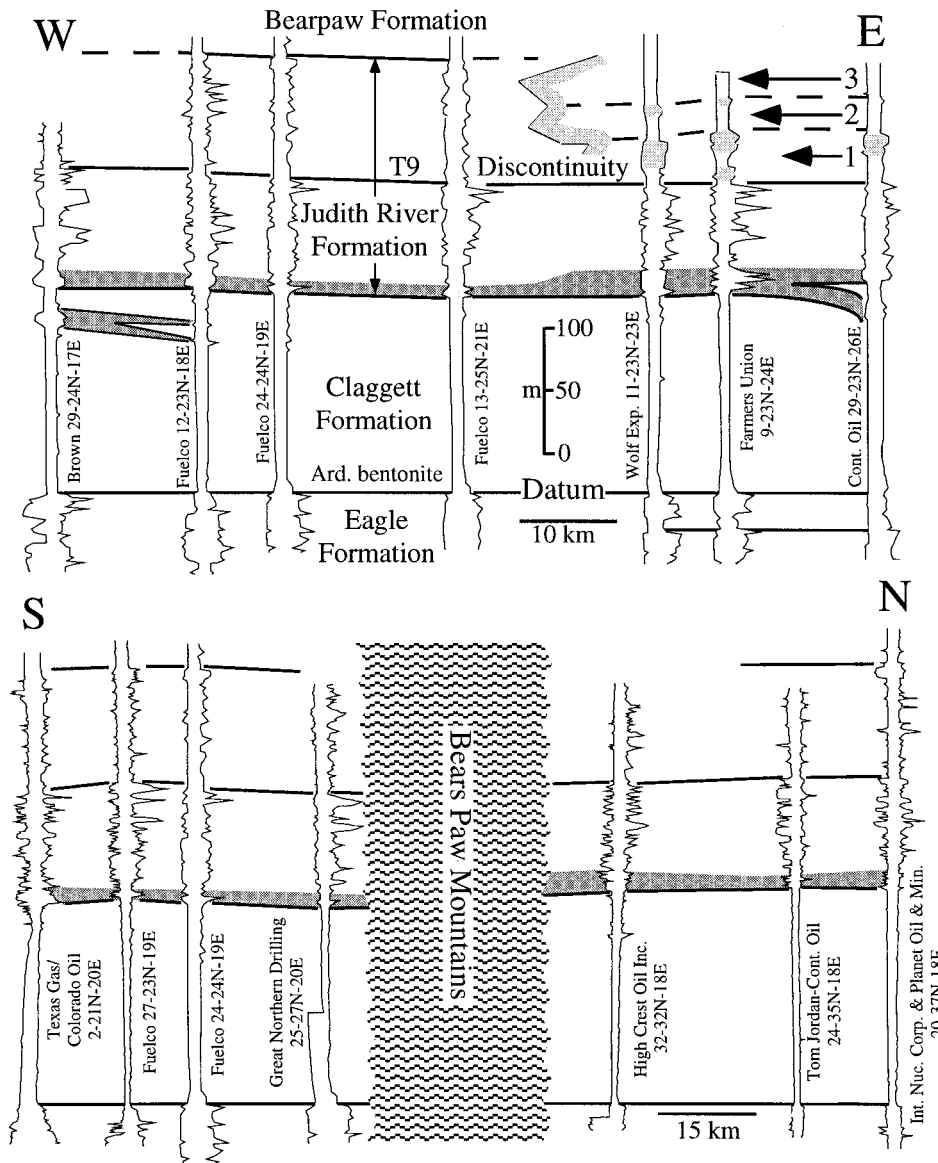 W
Bearpaw Formation
E
3
2
1
T9
Discontinuity
Judith River
Formation
Brown 29-24N-17E
Fuelco 12-23N-18E
Fuelco 24-24N-19E
Claggett
Formation
Ard. bentonite
Fuelco 13-25N-21E
100
m 50
0
Wolf Exp. 11-23N-23E
Farmers Union
9-23N-24E
Cont. Oil 29-23N-26E
Datum
Eagle
Formation
10 km
S
N
Bears Paw Mountains
Texas Gas/
Colorado Oil
2-21N-20E
Fuelco 27-23N-19E
Fuelco 24-24N-19E
Great Northern Drilling
25-27N-20E
High Crest Oil Inc.
32-32N-18E
Tom Jordan-Cont. Oil
24-35N-18E
Int. Nuc. Corp. & Planet Oil & Min.
20-37N-18E
15 km